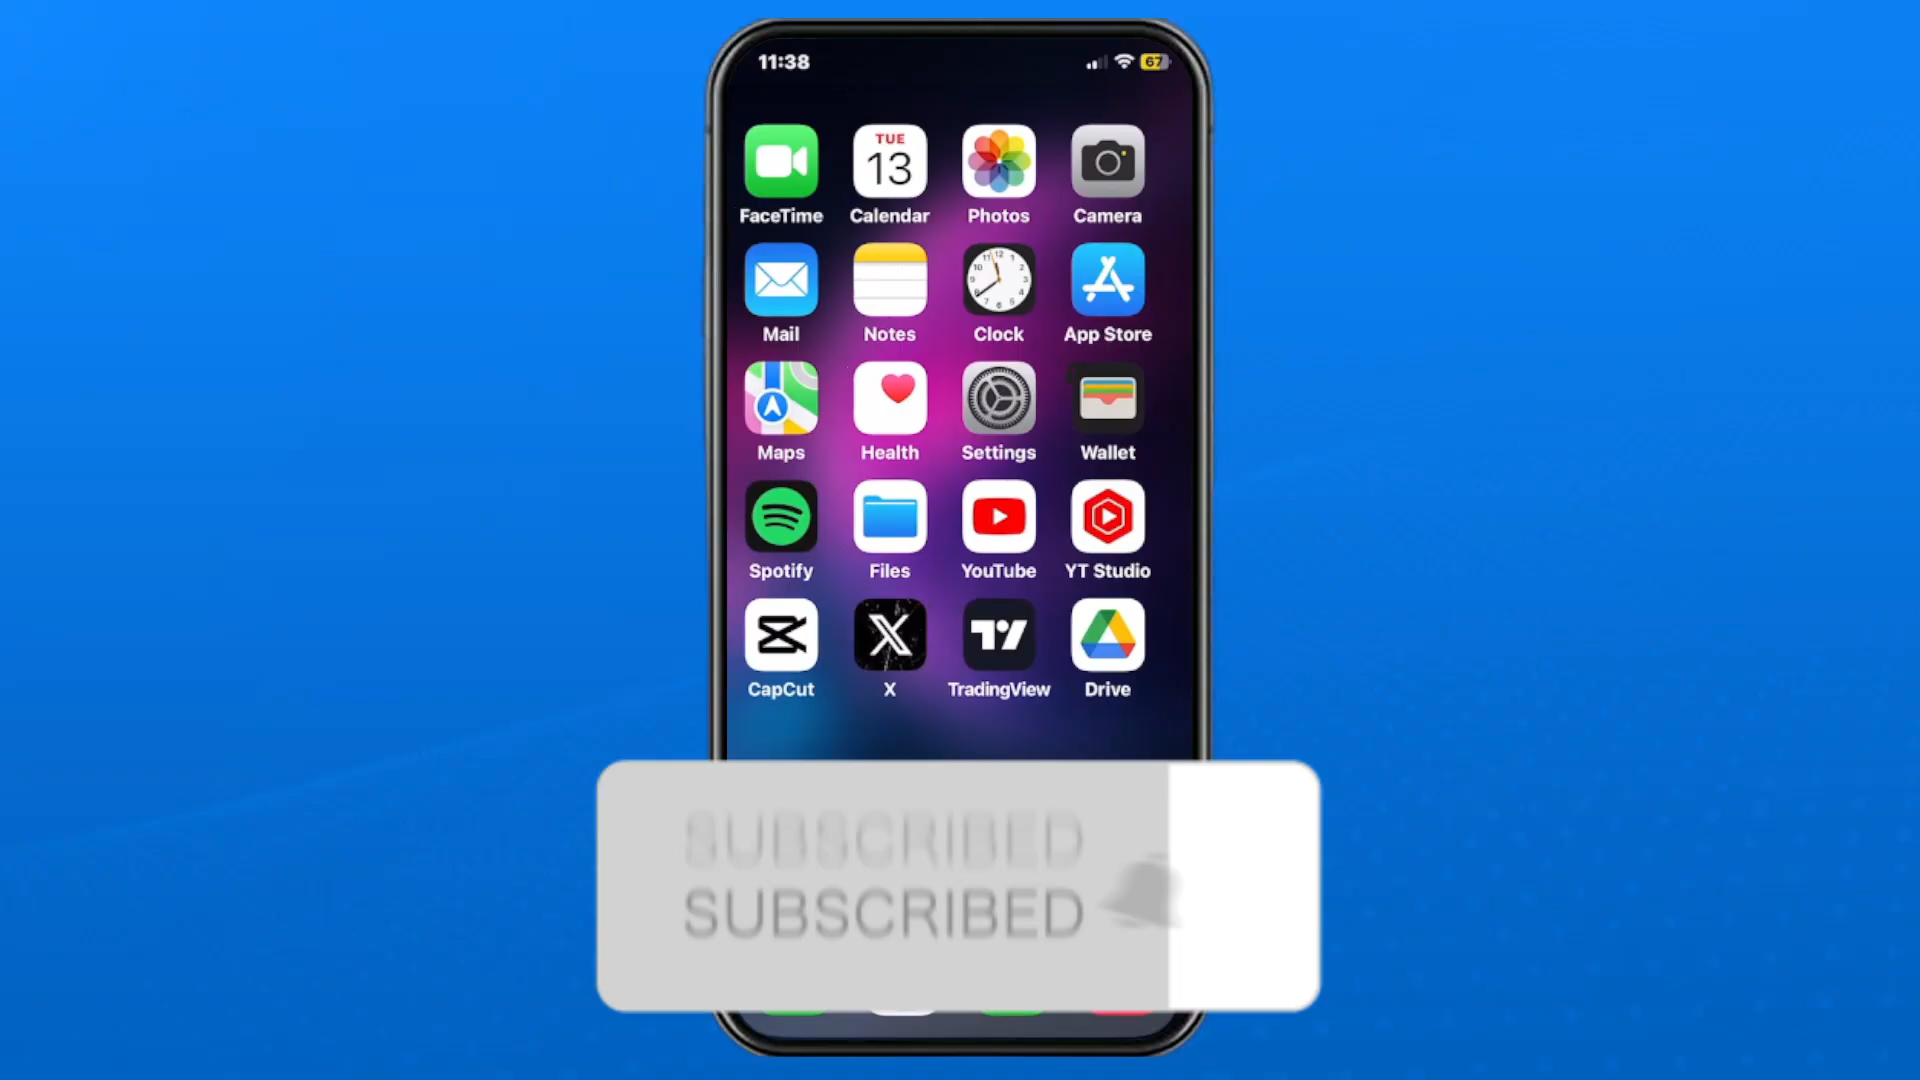 11:38
67
TUE
13
FaceTime
Calendar
Photos
Camera
Mail
Notes
Clock
App Store
Maps
Health
Settings
Wallet
Spotify
Files
YouTube
YT Studio
CapCut
X
TradingView
Drive
SUBSCRIBED
SUBSCRIBED